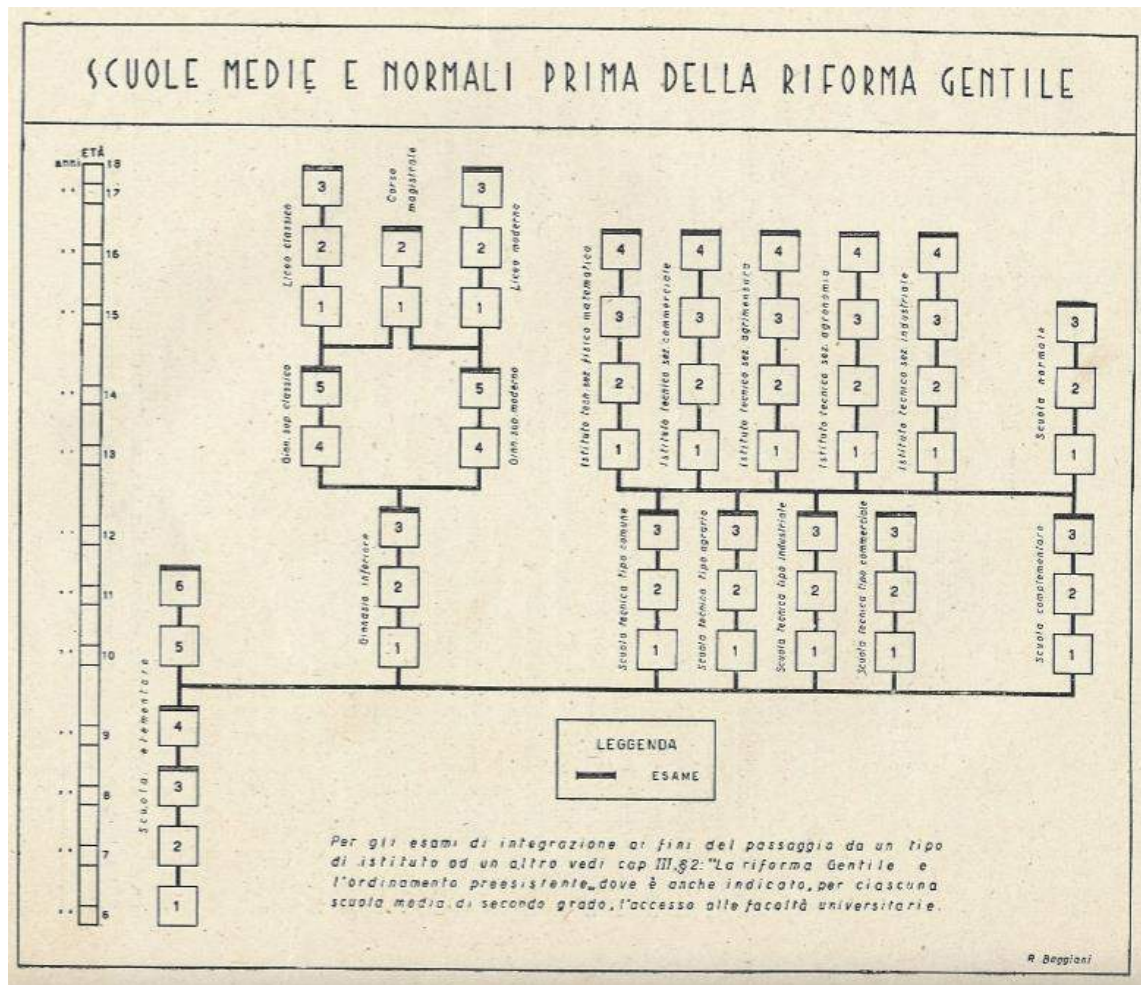 SCUOLE MEDIE E NORMALI PRIMA DELLA RIFORMA GENTILE
ETÀ
anni
18
17
16
15
14
13
12
11
10
9
8
7
6
Liceo classico
3
2
1
Corso magistrale
2
1
Liceo moderno
3
2
1
Ginn. sup. classico
5
4
Ginn. sup. moderno
5
4
Ginnasio inferiore
3
2
1
Istituto tecn. sez. fisico matematico
4
3
2
1
Istituto tecnico sez. commerciale
4
3
2
1
Istituto tecnico sez. agrimensura
4
3
2
1
Istituto tecnico sez. agronomia
4
3
2
1
Istituto tecnico sez. industriale
4
3
2
1
Scuola normale
3
2
1
Scuola tecnica tipo comune
3
2
1
Scuola tecnica tipo agrario
3
2
1
Scuola tecnica tipo industriale
3
2
1
Scuola tecnica tipo commerciale
3
2
1
Scuola complementare
3
2
1
Scuola elementare
6
5
4
3
2
1
LEGGENDA
ESAME
Per gli esami di integrazione ai fini del passaggio da un tipo
di istituto ad un altro vedi cap III,§2:"La riforma Gentile e
l'ordinamento preesistente„ dove è anche indicato, per ciascuna
scuola media di secondo grado, l'accesso alle facoltà universitarie.
R Baggiani